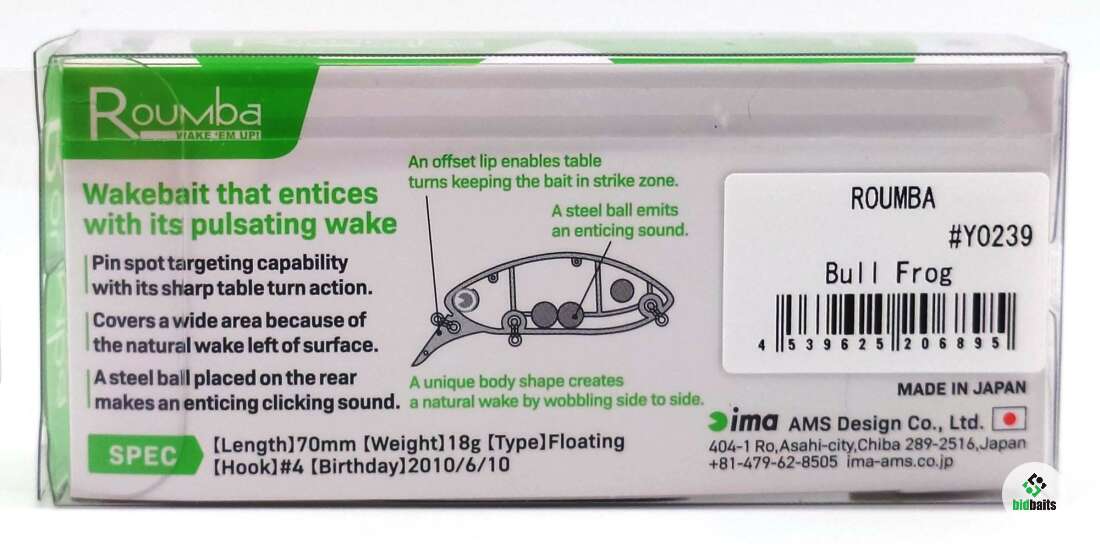 Roumba
WAKE 'EM UP!
Wakebait that entices
with its pulsating wake
Pin spot targeting capability
with its sharp table turn action.
Covers a wide area because of
the natural wake left of surface.
A steel ball placed on the rear
makes an enticing clicking sound.
An offset lip enables table
turns keeping the bait in strike zone.
A steel ball emits
an enticing sound.
A unique body shape creates
a natural wake by wobbling side to side.
SPEC
【Length】70mm 【Weight】18g 【Type】Floating
【Hook】#4 【Birthday】2010/6/10
ROUMBA
#Y0239
Bull Frog
4 539625 206895
MADE IN JAPAN
ima AMS Design Co., Ltd.
404-1 Ro,Asahi-city,Chiba 289-2516,Japan
+81-479-62-8505 ima-ams.co.jp
bidbaits